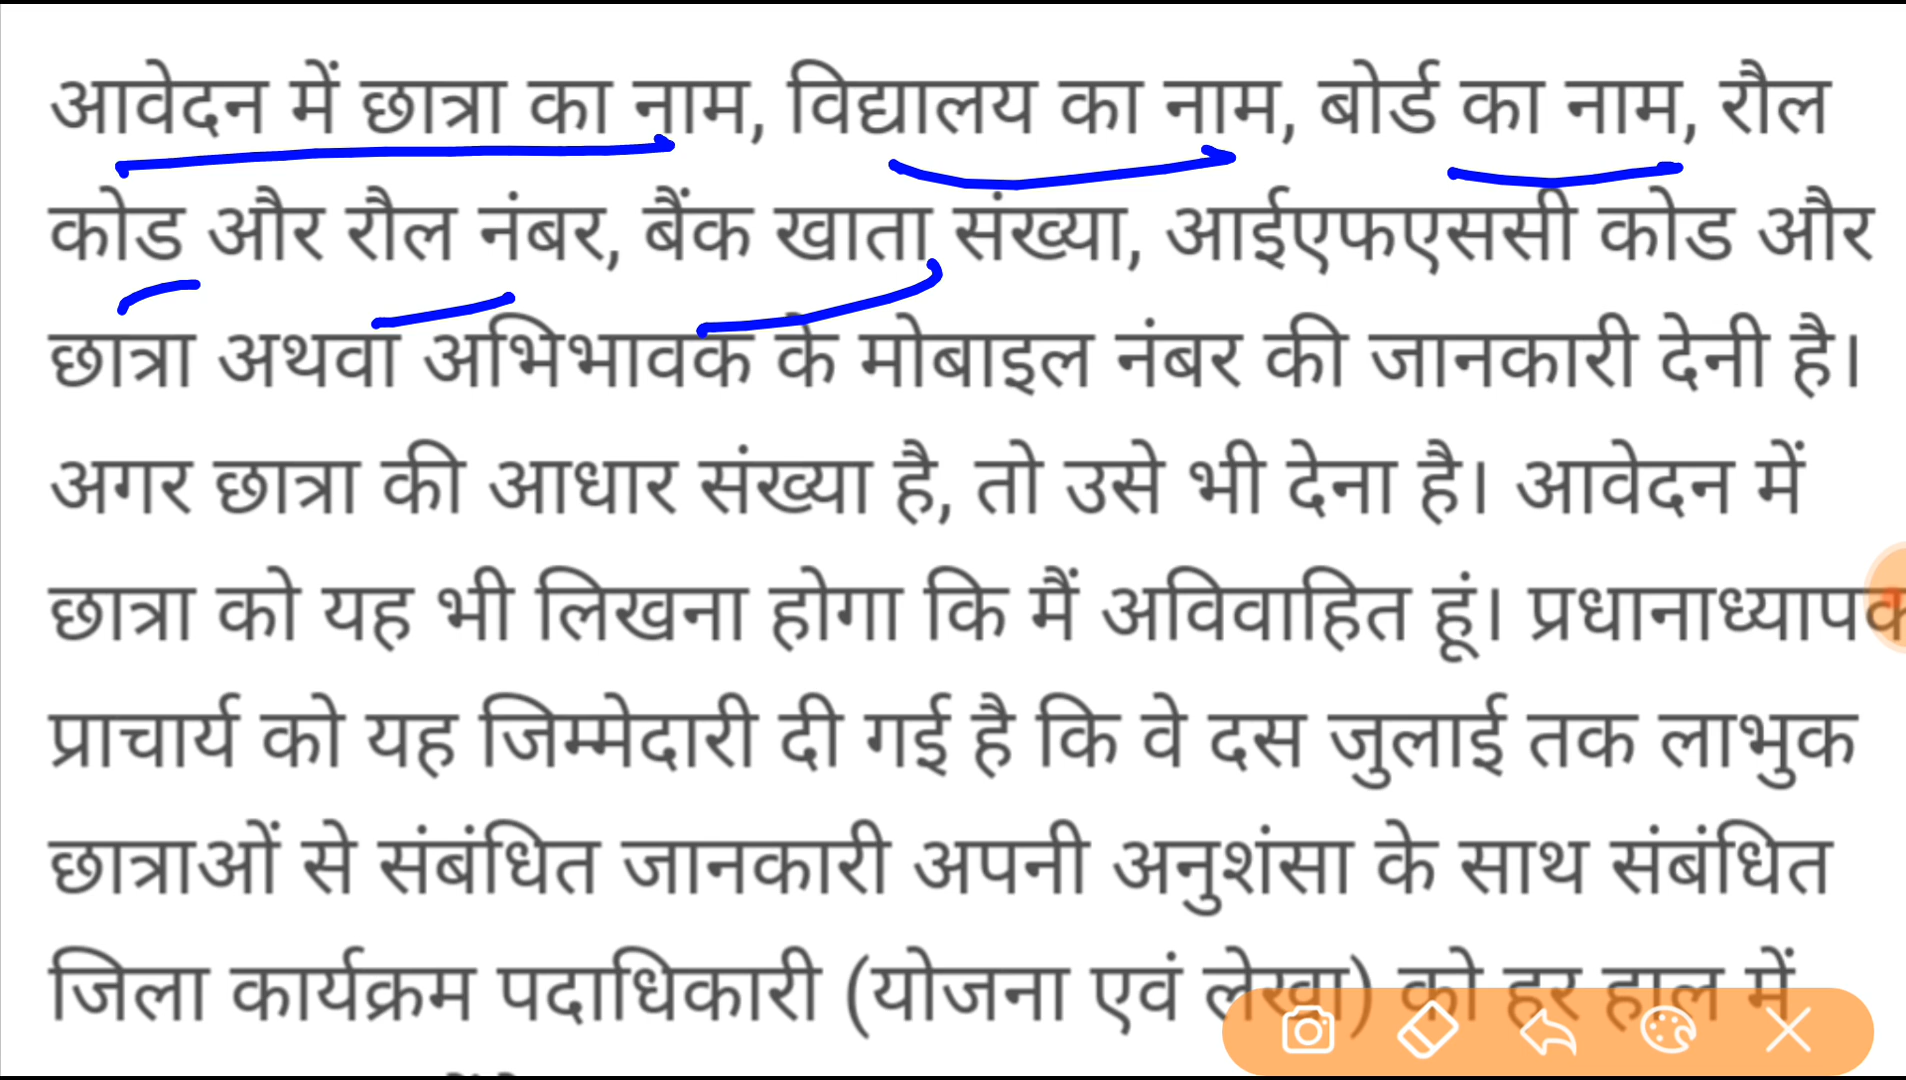 आवेदन में छात्रा का नाम, विद्यालय का नाम, बोर्ड का नाम, रौल
कोड और रौल नंबर, बैंक खाता संख्या, आईएफएससी कोड और
छात्रा अथवा अभिभावक के मोबाइल नंबर की जानकारी देनी है।
अगर छात्रा की आधार संख्या है, तो उसे भी देना है। आवेदन में
छात्रा को यह भी लिखना होगा कि मैं अविवाहित हूं। प्रधानाध्यापक
प्राचार्य को यह जिम्मेदारी दी गई है कि वे दस जुलाई तक लाभुक
छात्राओं से संबंधित जानकारी अपनी अनुशंसा के साथ संबंधित
जिला कार्यक्रम पदाधिकारी (योजना एवं लेखा) को हर हाल में